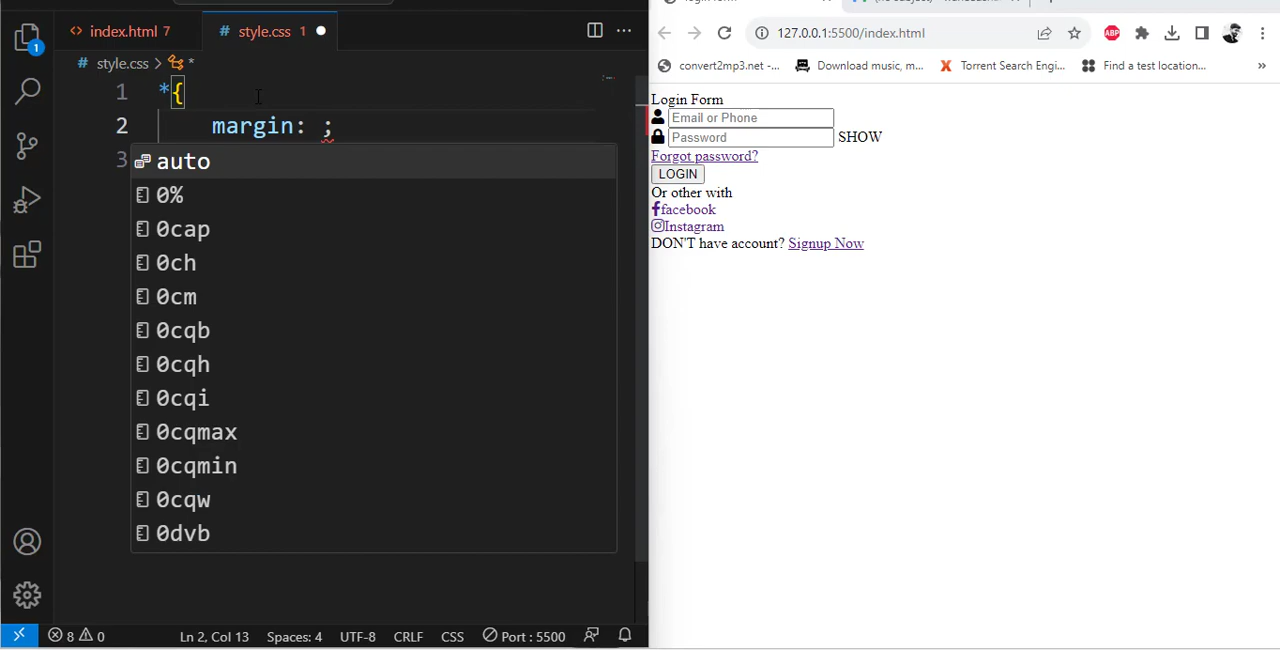 index.html 7
# style.css 1
# style.css > *
1
1 *{
2 margin: ;
3
auto
0%
0cap
0ch
0cm
0cqb
0cqh
0cqi
0cqmax
0cqmin
0cqw
0dvb
8 0
Ln 2, Col 13
Spaces: 4
UTF-8
CRLF
CSS
Port : 5500
127.0.0.1:5500/index.html
ABP
convert2mp3.net -...
Download music, m...
Torrent Search Engi...
Find a test location...
»
Login Form
Email or Phone
Password SHOW
Forgot password?
LOGIN
Or other with
facebook
Instagram
DON'T have account? Signup Now